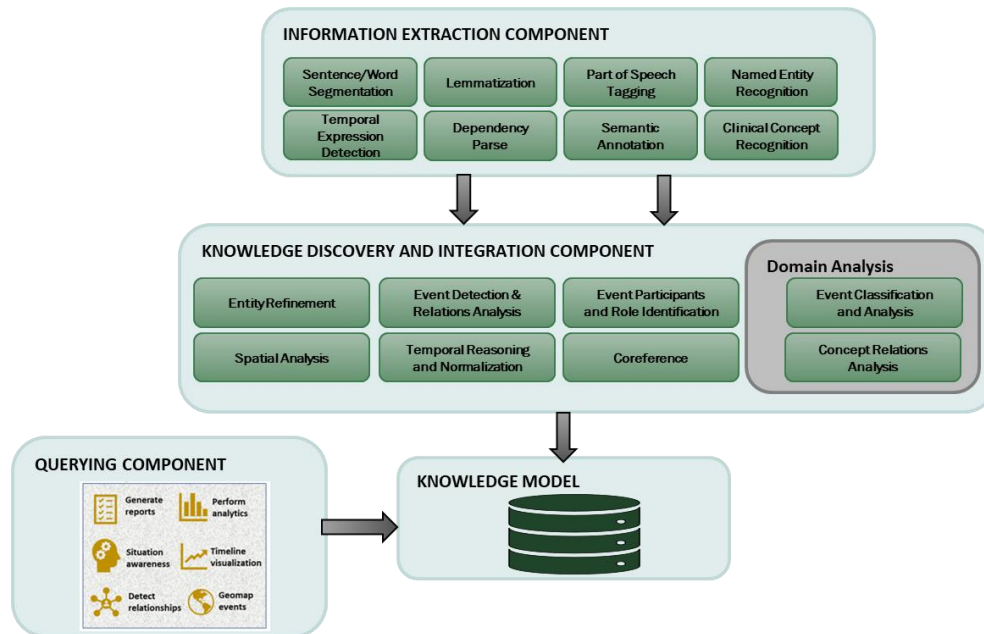 INFORMATION EXTRACTION COMPONENT
Sentence/Word
Segmentation
Lemmatization
Part of Speech
Tagging
Named Entity
Recognition
Temporal
Expression
Detection
Dependency
Parse
Semantic
Annotation
Clinical Concept
Recognition
KNOWLEDGE DISCOVERY AND INTEGRATION COMPONENT
Entity Refinement
Event Detection &
Relations Analysis
Event Participants
and Role Identification
Spatial Analysis
Temporal Reasoning
and Normalization
Coreference
Domain Analysis
Event Classification
and Analysis
Concept Relations
Analysis
QUERYING COMPONENT
Generate
reports
Perform
analytics
Situation
awareness
Timeline
visualization
Detect
relationships
Geomap
events
KNOWLEDGE MODEL